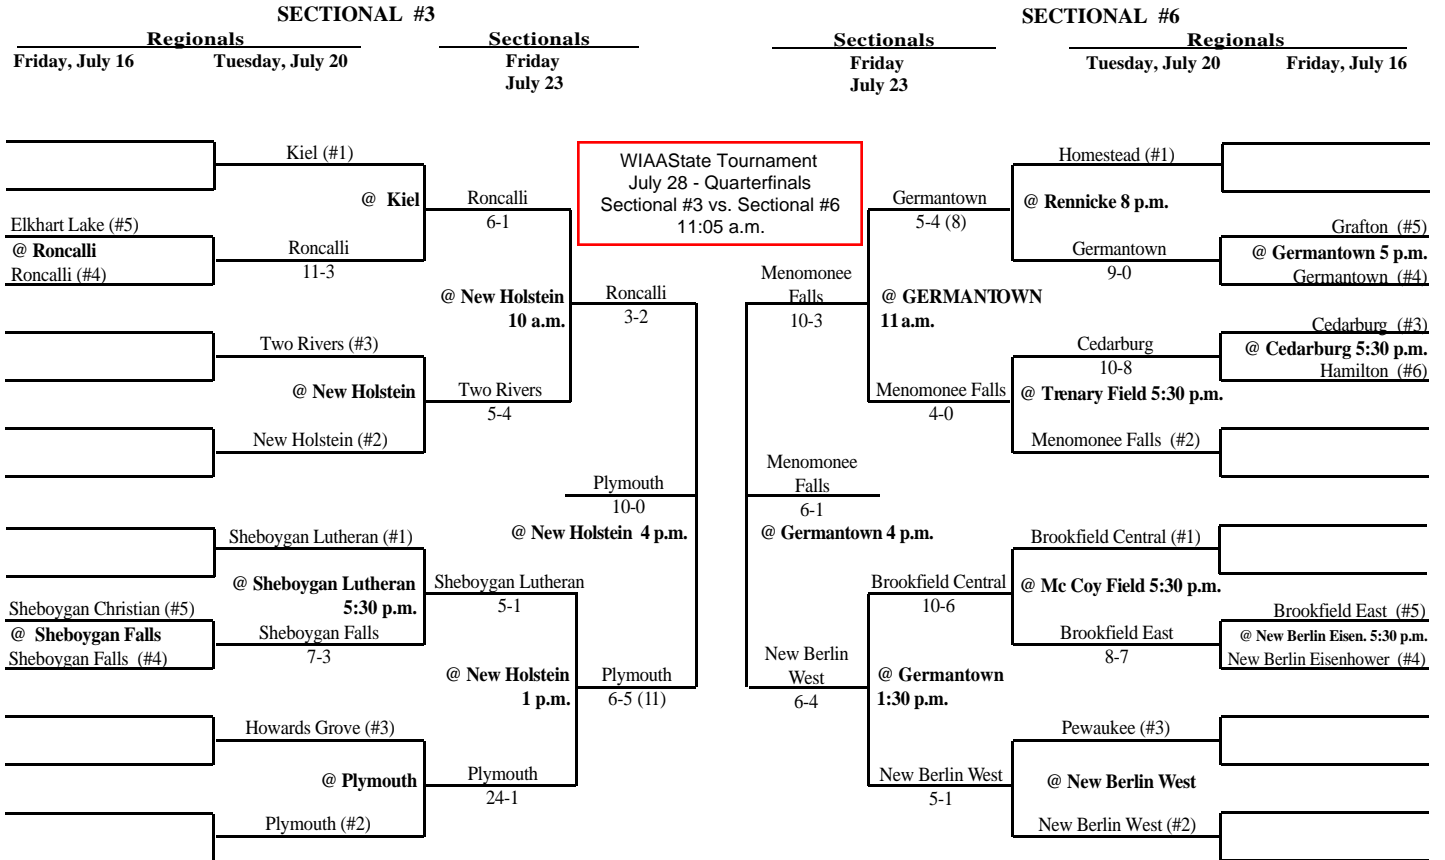 SECTIONAL #3
Regionals
Sectionals
Friday, July 16
Tuesday, July 20
Friday
July 23
Kiel (#1)
@ Kiel
Elkhart Lake (#5)
@ Roncalli
Roncalli (#4)
Roncalli
11-3
Roncalli
6-1
@ New Holstein
10 a.m.
Two Rivers (#3)
@ New Holstein
New Holstein (#2)
Two Rivers
5-4
Roncalli
3-2
Plymouth
10-0
@ New Holstein 4 p.m.
Sheboygan Lutheran (#1)
@ Sheboygan Lutheran
5:30 p.m.
Sheboygan Christian (#5)
@ Sheboygan Falls
Sheboygan Falls (#4)
Sheboygan Falls
7-3
Sheboygan Lutheran
5-1
@ New Holstein
1 p.m.
Plymouth
6-5 (11)
Howards Grove (#3)
@ Plymouth
Plymouth (#2)
Plymouth
24-1
WIAAState Tournament
July 28 - Quarterfinals
Sectional #3 vs. Sectional #6
11:05 a.m.
SECTIONAL #6
Sectionals
Regionals
Friday
July 23
Tuesday, July 20
Friday, July 16
Homestead (#1)
@ Rennicke 8 p.m.
Germantown
5-4 (8)
Grafton (#5)
@ Germantown 5 p.m.
Germantown (#4)
Germantown
9-0
Menomonee
Falls
10-3
@ GERMANTOWN
11 a.m.
Cedarburg (#3)
@ Cedarburg 5:30 p.m.
Hamilton (#6)
Cedarburg
10-8
@ Trenary Field 5:30 p.m.
Menomonee Falls
4-0
Menomonee Falls (#2)
Menomonee
Falls
6-1
@ Germantown 4 p.m.
Brookfield Central (#1)
@ Mc Coy Field 5:30 p.m.
Brookfield Central
10-6
Brookfield East (#5)
@ New Berlin Eisen. 5:30 p.m.
New Berlin Eisenhower (#4)
Brookfield East
8-7
New Berlin
West
6-4
@ Germantown
1:30 p.m.
Pewaukee (#3)
@ New Berlin West
New Berlin West
5-1
New Berlin West (#2)